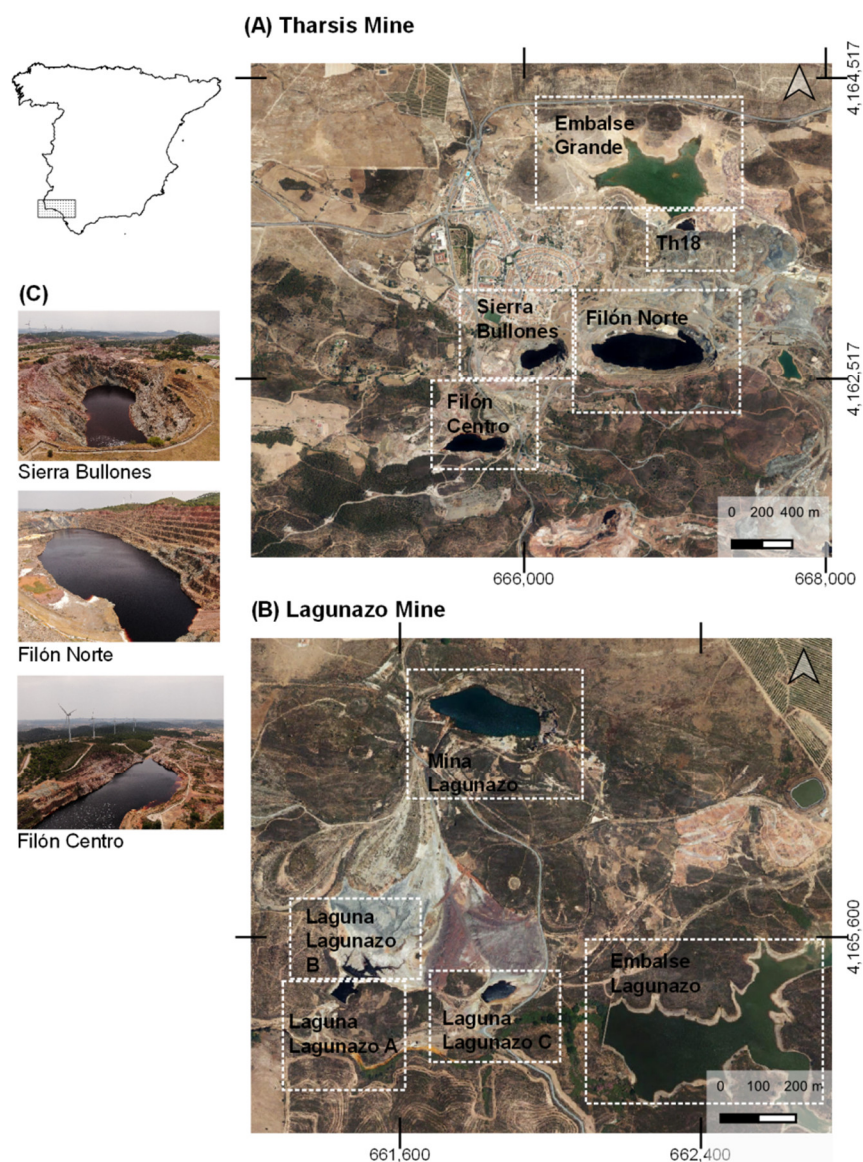 (A) Tharsis Mine
4,164,517
Embalse
Grande
Th18
(C)
Sierra
Bullones
Filón Norte
4,162,517
Filón
Centro
Sierra Bullones
0 200 400 m
666,000
668,000
(B) Lagunazo Mine
Filón Norte
Mina
Lagunazo
Filón Centro
Laguna
Lagunazo
B
4,165,600
Embalse
Lagunazo
Laguna
Lagunazo A
Laguna
Lagunazo C
0 100 200 m
661,600
662,400